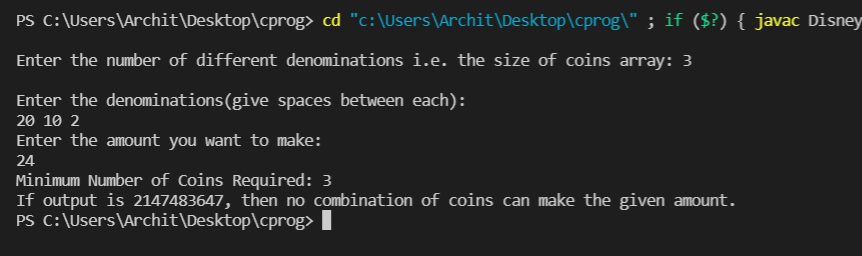 PS C:\Users\Archit\Desktop\cprog> cd "c:\Users\Archit\Desktop\cprog\" ; if ($?) { javac Disney
Enter the number of different denominations i.e. the size of coins array: 3
Enter the denominations(give spaces between each):
20 10 2
Enter the amount you want to make:
24
Minimum Number of Coins Required: 3
If output is 2147483647, then no combination of coins can make the given amount.
PS C:\Users\Archit\Desktop\cprog>